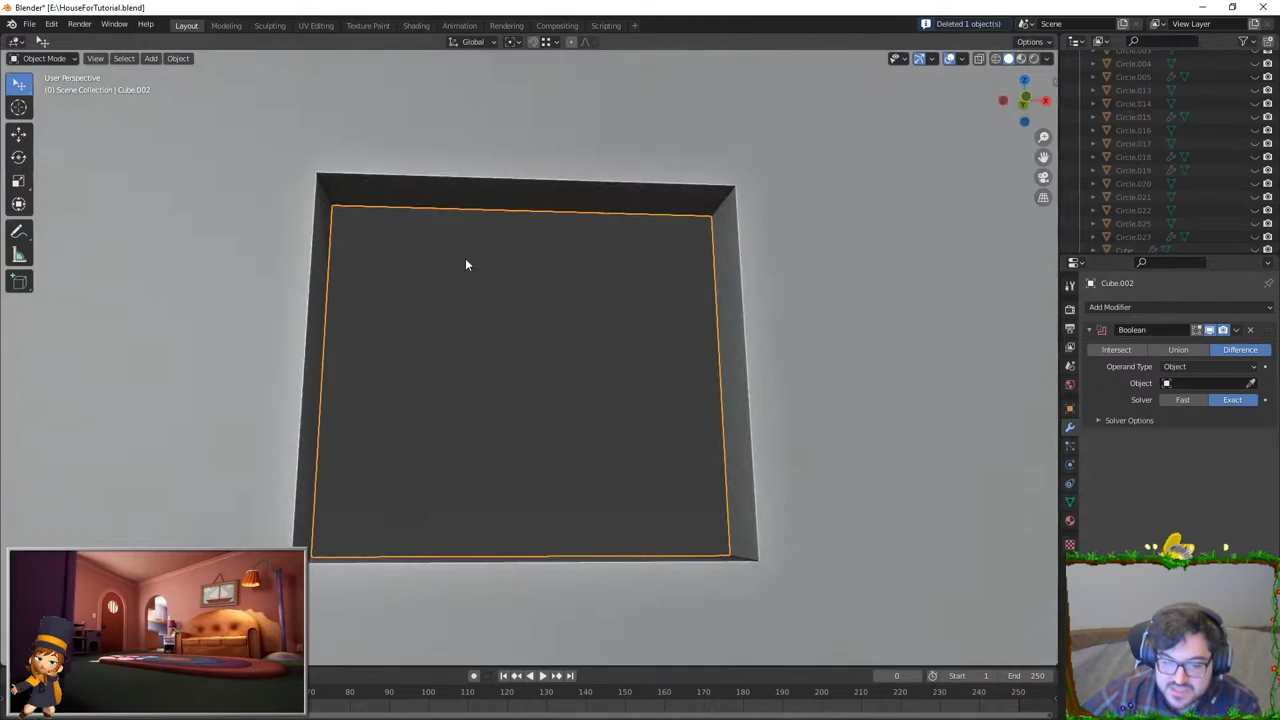 Blender* [E:\HouseForTutorial.blend]
File Edit Render Window Help Layout Modeling Sculpting UV Editing Texture Paint Shading Animation Rendering Compositing Scripting + Deleted 1 object(s) Scene View Layer
Global Options
Object Mode View Select Add Object
User Perspective
(0) Scene Collection | Cube.002
Z
X
Y
Circle.004
Circle.005
Circle.013
Circle.014
Circle.015
Circle.016
Circle.017
Circle.018
Circle.019
Circle.020
Circle.021
Circle.022
Circle.025
Circle.027
Cube
Cube.002
Add Modifier
Boolean
Intersect Union Difference
Operand Type Object
Object
Solver Fast Exact
Solver Options
0 Start 1 End 250
70 80 90 100 110 120 130 140 150 160 170 180 190 200 210 220 230 240 250